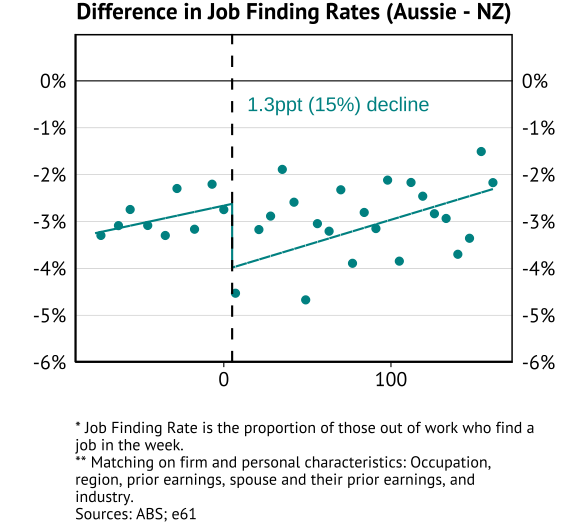 Difference in Job Finding Rates (Aussie - NZ)
0% 0%
1.3ppt (15%) decline
-1% -1%
-2% -2%
-3% -3%
-4% -4%
-5% -5%
-6% -6%
0 100
* Job Finding Rate is the proportion of those out of work who find a
job in the week.
** Matching on firm and personal characteristics: Occupation,
region, prior earnings, spouse and their prior earnings, and
industry.
Sources: ABS; e61